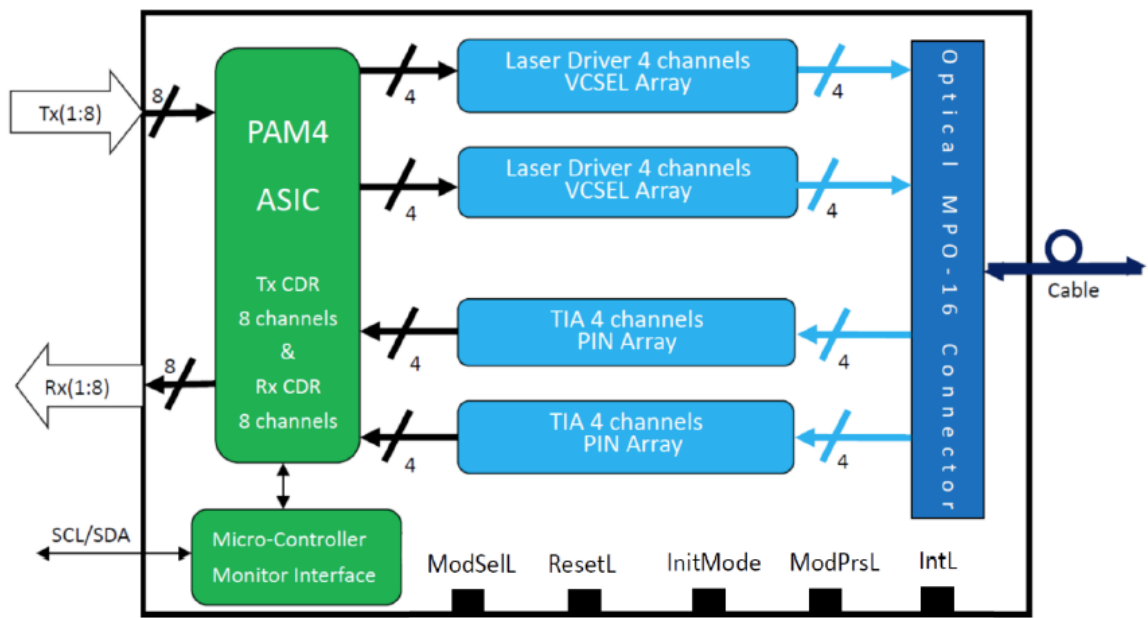 Tx(1:8)
8
PAM4
ASIC
Tx CDR
8 channels
&
Rx CDR
8 channels
4
Laser Driver 4 channels
VCSEL Array
4
4
Laser Driver 4 channels
VCSEL Array
4
4
TIA 4 channels
PIN Array
4
4
TIA 4 channels
PIN Array
4
Optical MPO-16 Connector
Cable
Rx(1:8)
8
SCL/SDA
Micro-Controller
Monitor Interface
ModSelL
ResetL
InitMode
ModPrsL
IntL